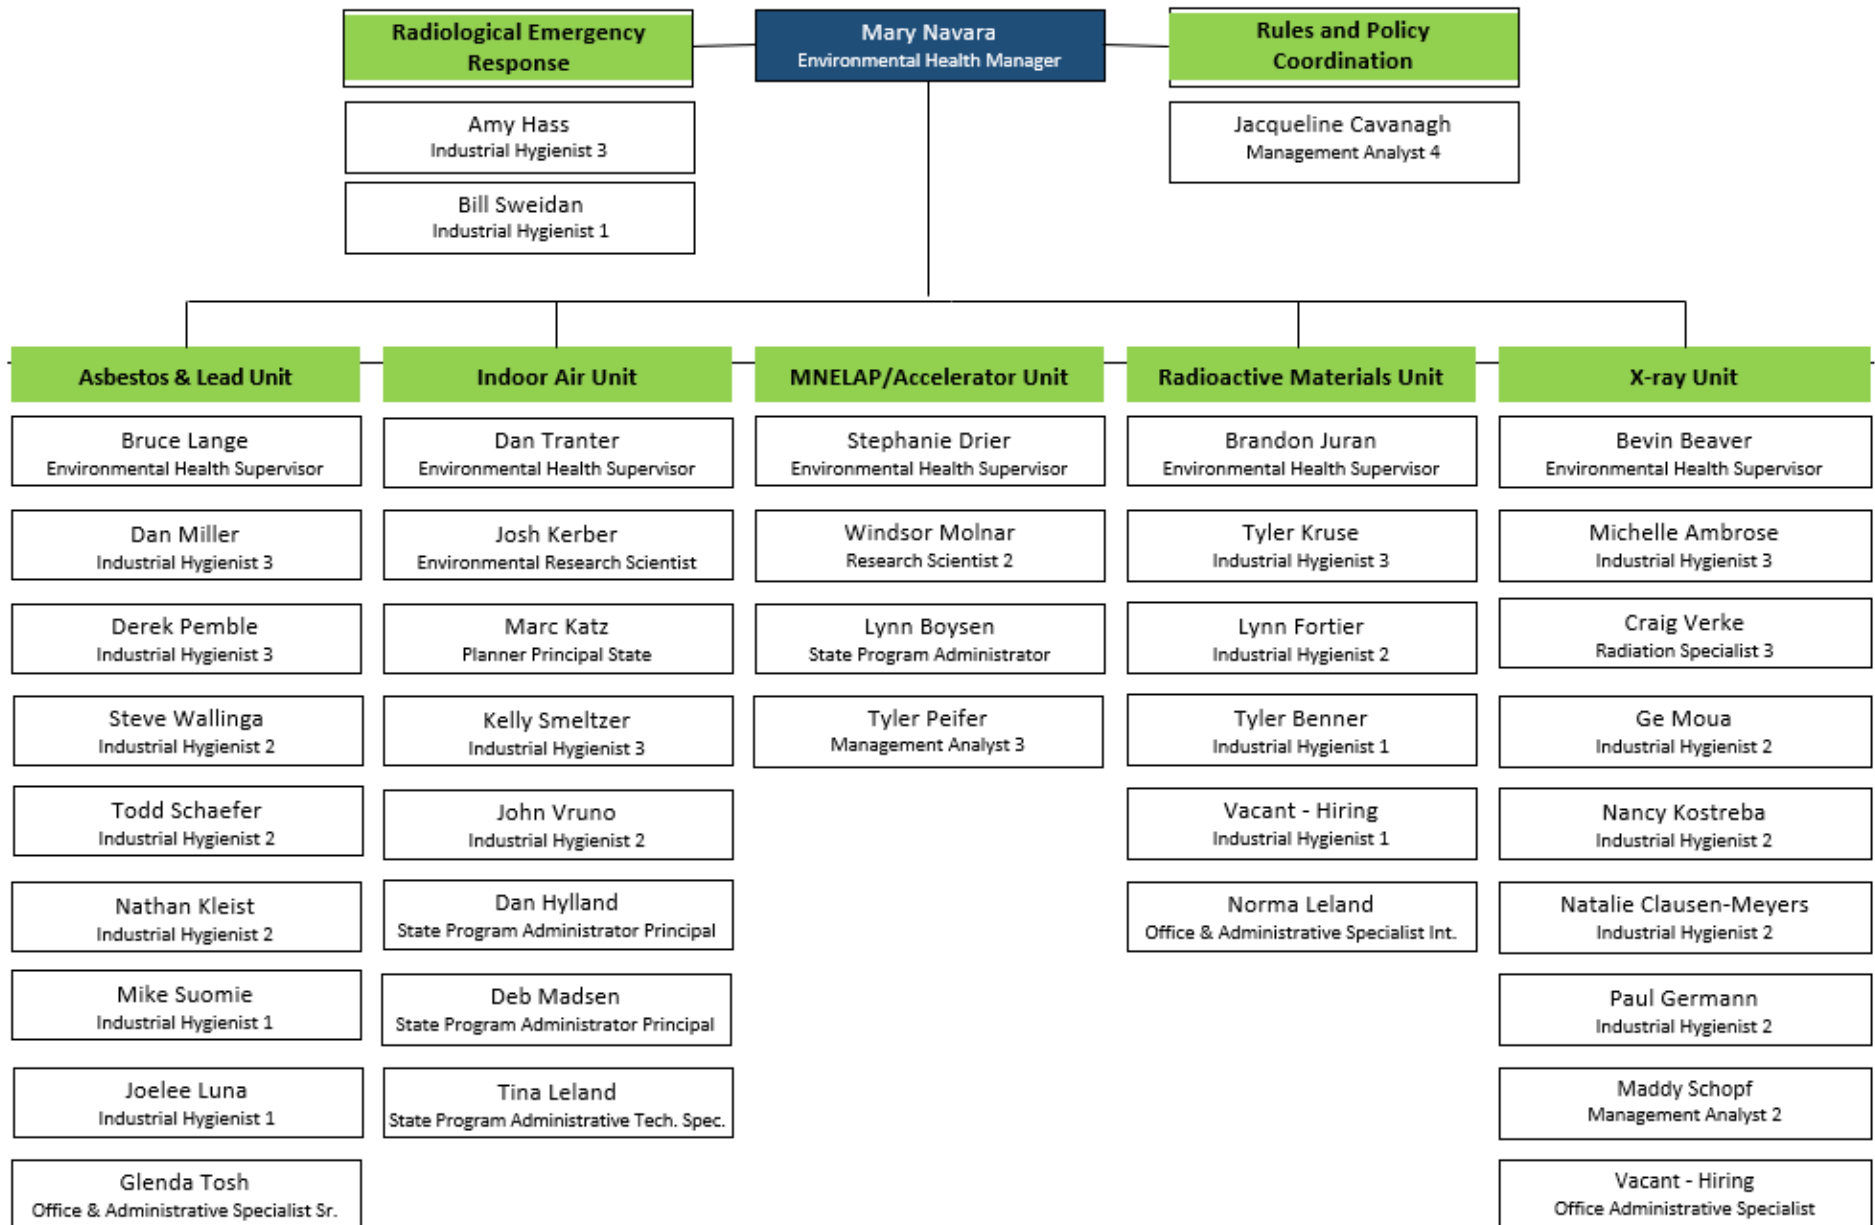 Radiological Emergency
Response
Mary Navara
Environmental Health Manager
Rules and Policy
Coordination
Amy Hass
Industrial Hygienist 3
Bill Sweidan
Industrial Hygienist 1
Jacqueline Cavanagh
Management Analyst 4
Asbestos & Lead Unit
Bruce Lange
Environmental Health Supervisor
Dan Miller
Industrial Hygienist 3
Derek Pemble
Industrial Hygienist 3
Steve Wallinga
Industrial Hygienist 2
Todd Schaefer
Industrial Hygienist 2
Nathan Kleist
Industrial Hygienist 2
Mike Suomie
Industrial Hygienist 1
Joelee Luna
Industrial Hygienist 1
Glenda Tosh
Office & Administrative Specialist Sr.
Indoor Air Unit
Dan Tranter
Environmental Health Supervisor
Josh Kerber
Environmental Research Scientist
Marc Katz
Planner Principal State
Kelly Smeltzer
Industrial Hygienist 3
John Vruno
Industrial Hygienist 2
Dan Hylland
State Program Administrator Principal
Deb Madsen
State Program Administrator Principal
Tina Leland
State Program Administrative Tech. Spec.
MNELAP/Accelerator Unit
Stephanie Drier
Environmental Health Supervisor
Windsor Molnar
Research Scientist 2
Lynn Boysen
State Program Administrator
Tyler Peifer
Management Analyst 3
Radioactive Materials Unit
Brandon Juran
Environmental Health Supervisor
Tyler Kruse
Industrial Hygienist 3
Lynn Fortier
Industrial Hygienist 2
Tyler Benner
Industrial Hygienist 1
Vacant - Hiring
Industrial Hygienist 1
Norma Leland
Office & Administrative Specialist Int.
X-ray Unit
Bevin Beaver
Environmental Health Supervisor
Michelle Ambrose
Industrial Hygienist 3
Craig Verke
Radiation Specialist 3
Ge Moua
Industrial Hygienist 2
Nancy Kostreba
Industrial Hygienist 2
Natalie Clausen-Meyers
Industrial Hygienist 2
Paul Germann
Industrial Hygienist 2
Maddy Schopf
Management Analyst 2
Vacant - Hiring
Office Administrative Specialist